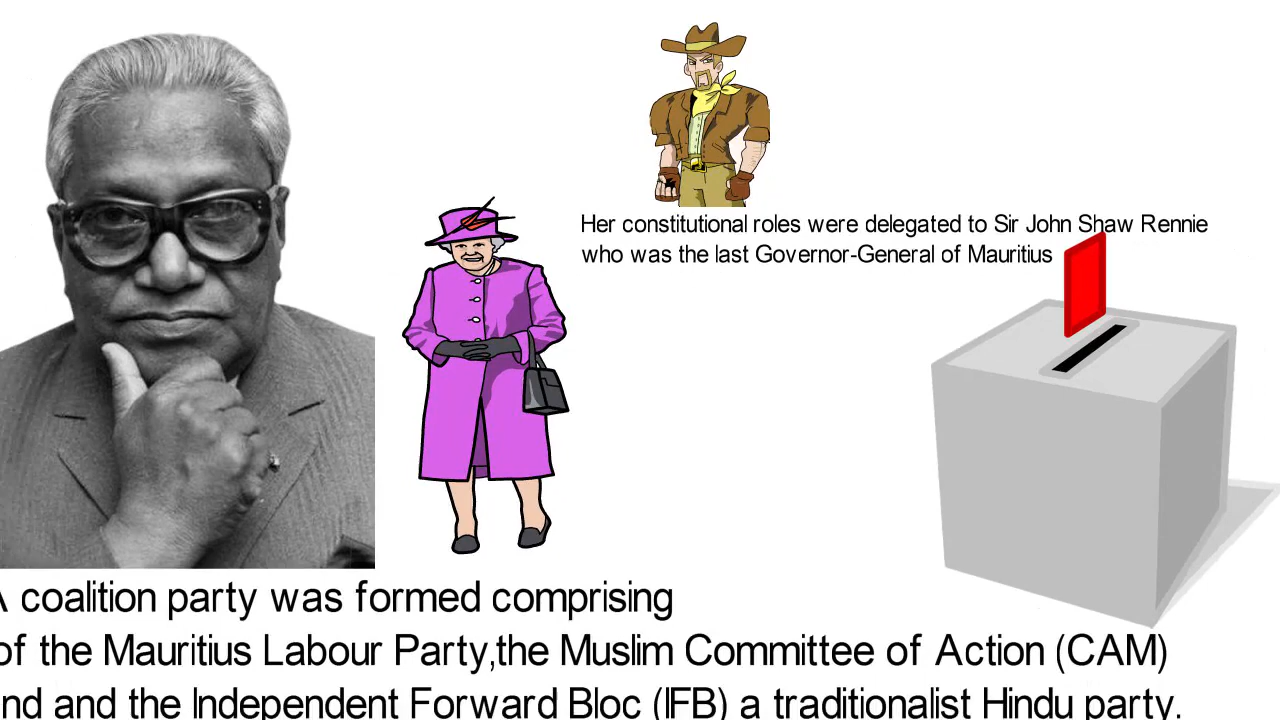 Her constitutional roles were delegated to Sir John Shaw Rennie
who was the last Governor-General of Mauritius
A coalition party was formed comprising
of the Mauritius Labour Party,the Muslim Committee of Action (CAM)
nd and the Independent Forward Bloc (IFB) a traditionalist Hindu party.